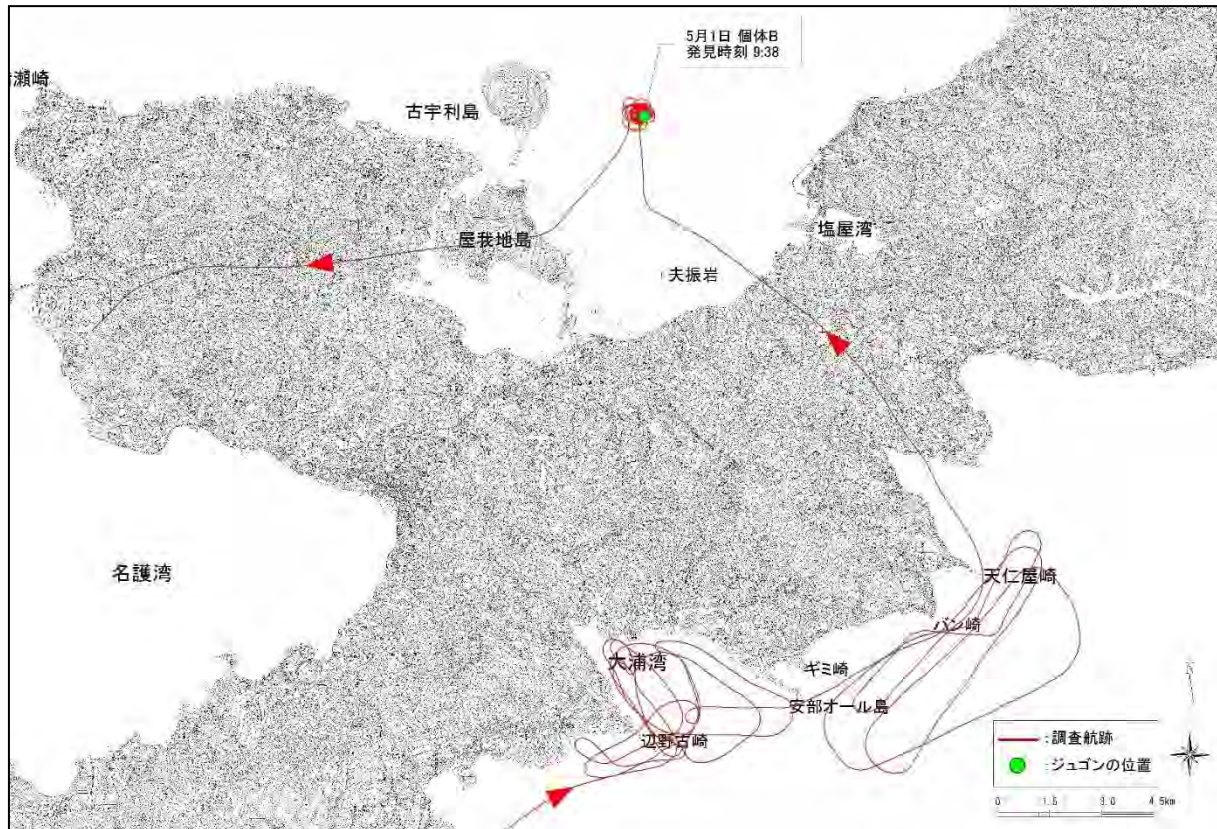 5月1日 個体B
発見時刻 9:38
瀬崎
古宇利島
屋我地島
塩屋湾
夫振岩
名護湾
天仁屋崎
バン崎
大浦湾
ギミ崎
安部オール島
辺野古崎
N
:調査航跡
:ジュゴンの位置
0 1.5 3.0 4.5km